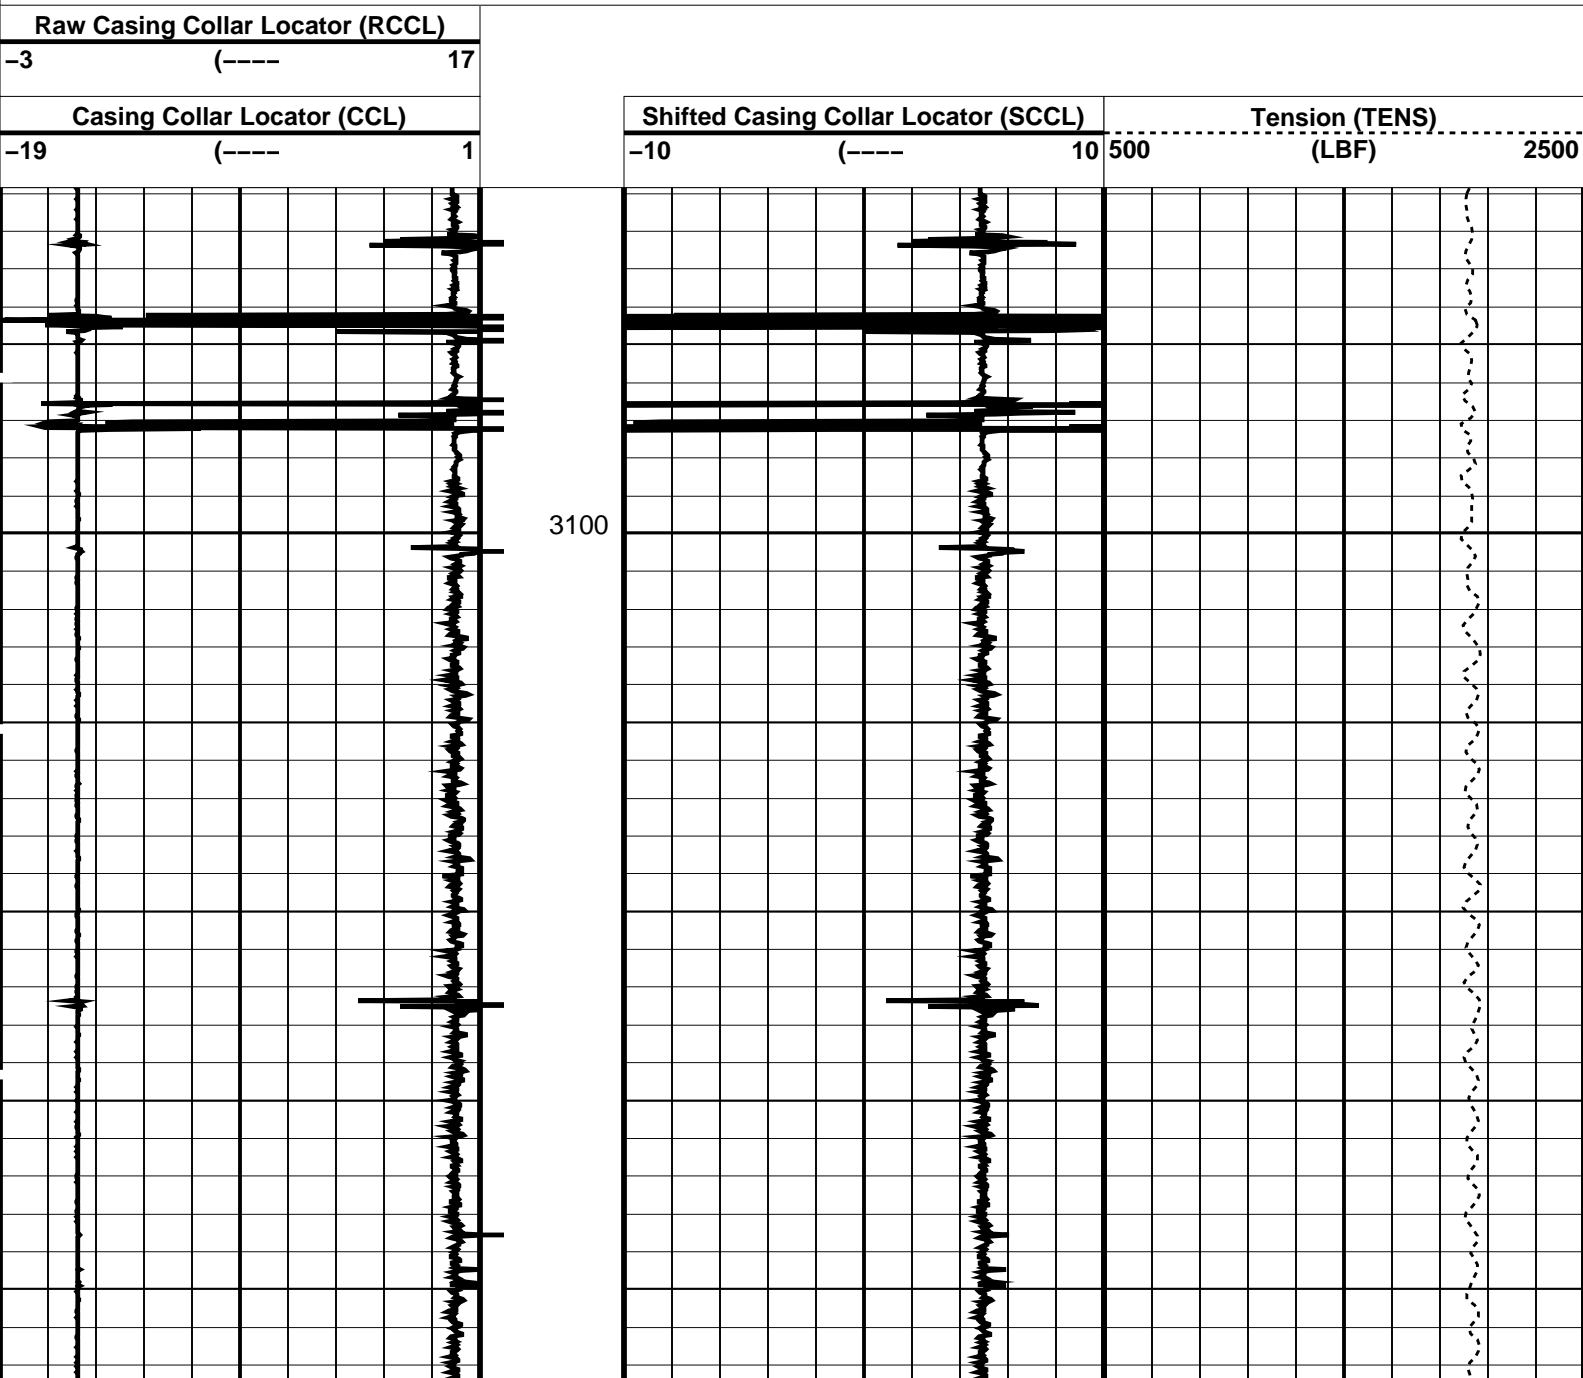 Raw Casing Collar Locator (RCCL)
−3 (−−−− 17
Casing Collar Locator (CCL)
−19 (−−−− 1
Shifted Casing Collar Locator (SCCL)
−10 (−−−− 10
Tension (TENS)
500 (LBF) 2500
3100